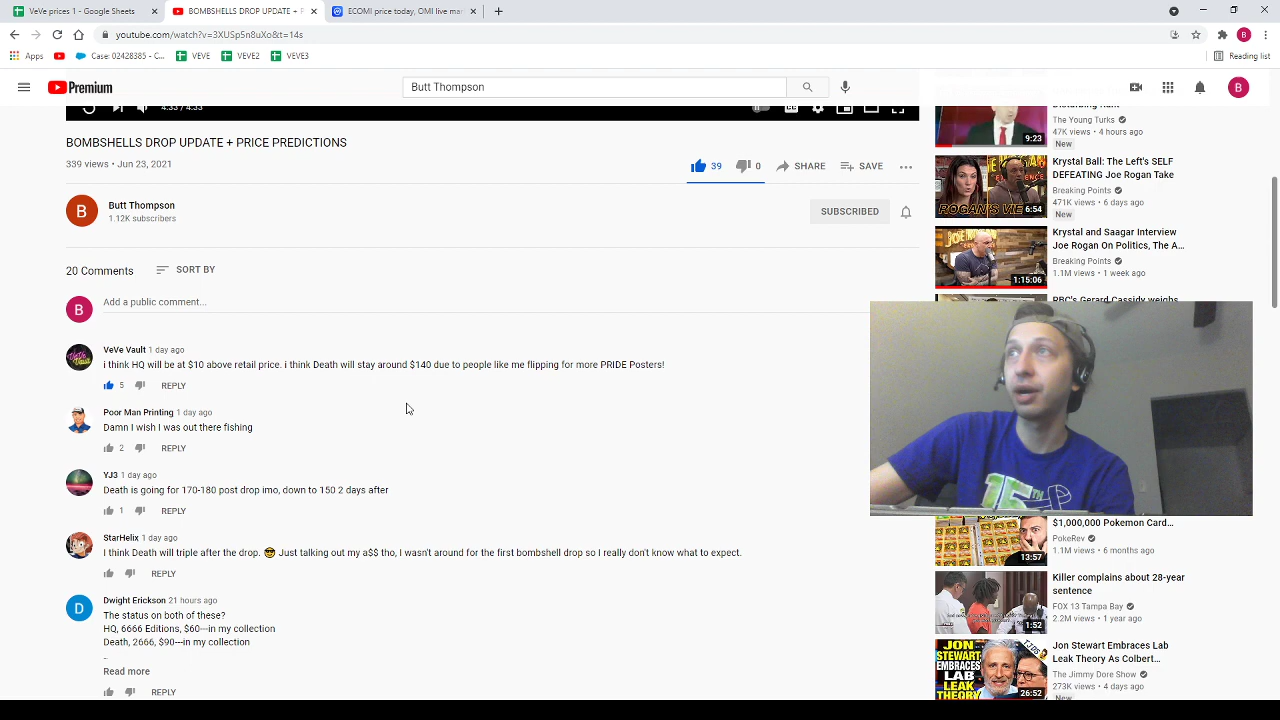 VeVe prices 1 - Google Sheets
BOMBSHELLS DROP UPDATE + P
ECOMI price today, OMI live mar
youtube.com/watch?v=3XUSp5n8uXo&t=14s
B
Apps
Case: 02428385 - C...
VEVE
VEVE2
VEVE3
Reading list
Premium
Butt Thompson
B
4:33 / 4:33
BOMBSHELLS DROP UPDATE + PRICE PREDICTIONS
339 views • Jun 23, 2021
39
0
SHARE
SAVE
B
Butt Thompson
1.12K subscribers
SUBSCRIBED
20 Comments
SORT BY
B
Add a public comment...
VeVe Vault 1 day ago
i think HQ will be at $10 above retail price. i think Death will stay around $140 due to people like me flipping for more PRIDE Posters!
5
REPLY
Poor Man Printing 1 day ago
Damn I wish I was out there fishing
2
REPLY
YJ3 1 day ago
Death is going for 170-180 post drop imo, down to 150 2 days after
1
REPLY
StarHelix 1 day ago
I think Death will triple after the drop. 😎 Just talking out my a$$ tho, I wasn't around for the first bombshell drop so I really don't know what to expect.
REPLY
D
Dwight Erickson 21 hours ago
The status on both of these?
HQ, 6666 Editions, $60---in my collection
Death, 2666, $90---in my collection
-
Read more
REPLY
9:23
The Young Turks
47K views • 4 hours ago
New
ROGAN'S VIE
6:54
Krystal Ball: The Left's SELF
DEFEATING Joe Rogan Take
Breaking Points
471K views • 6 days ago
New
1:15:06
Krystal and Saagar Interview
Joe Rogan On Politics, The A...
Breaking Points
1.1M views • 1 week ago
RBC's Gerard Cassidy weighs
15TH
13:57
$1,000,000 Pokemon Card...
PokeRev
1.1M views • 6 months ago
1:52
Killer complains about 28-year
sentence
FOX 13 Tampa Bay
2.2M views • 1 year ago
JON
STEWART
EMBRACES
LAB
LEAK
THEORY
TJDS
26:52
Jon Stewart Embraces Lab
Leak Theory As Colbert...
The Jimmy Dore Show
273K views • 4 days ago
New